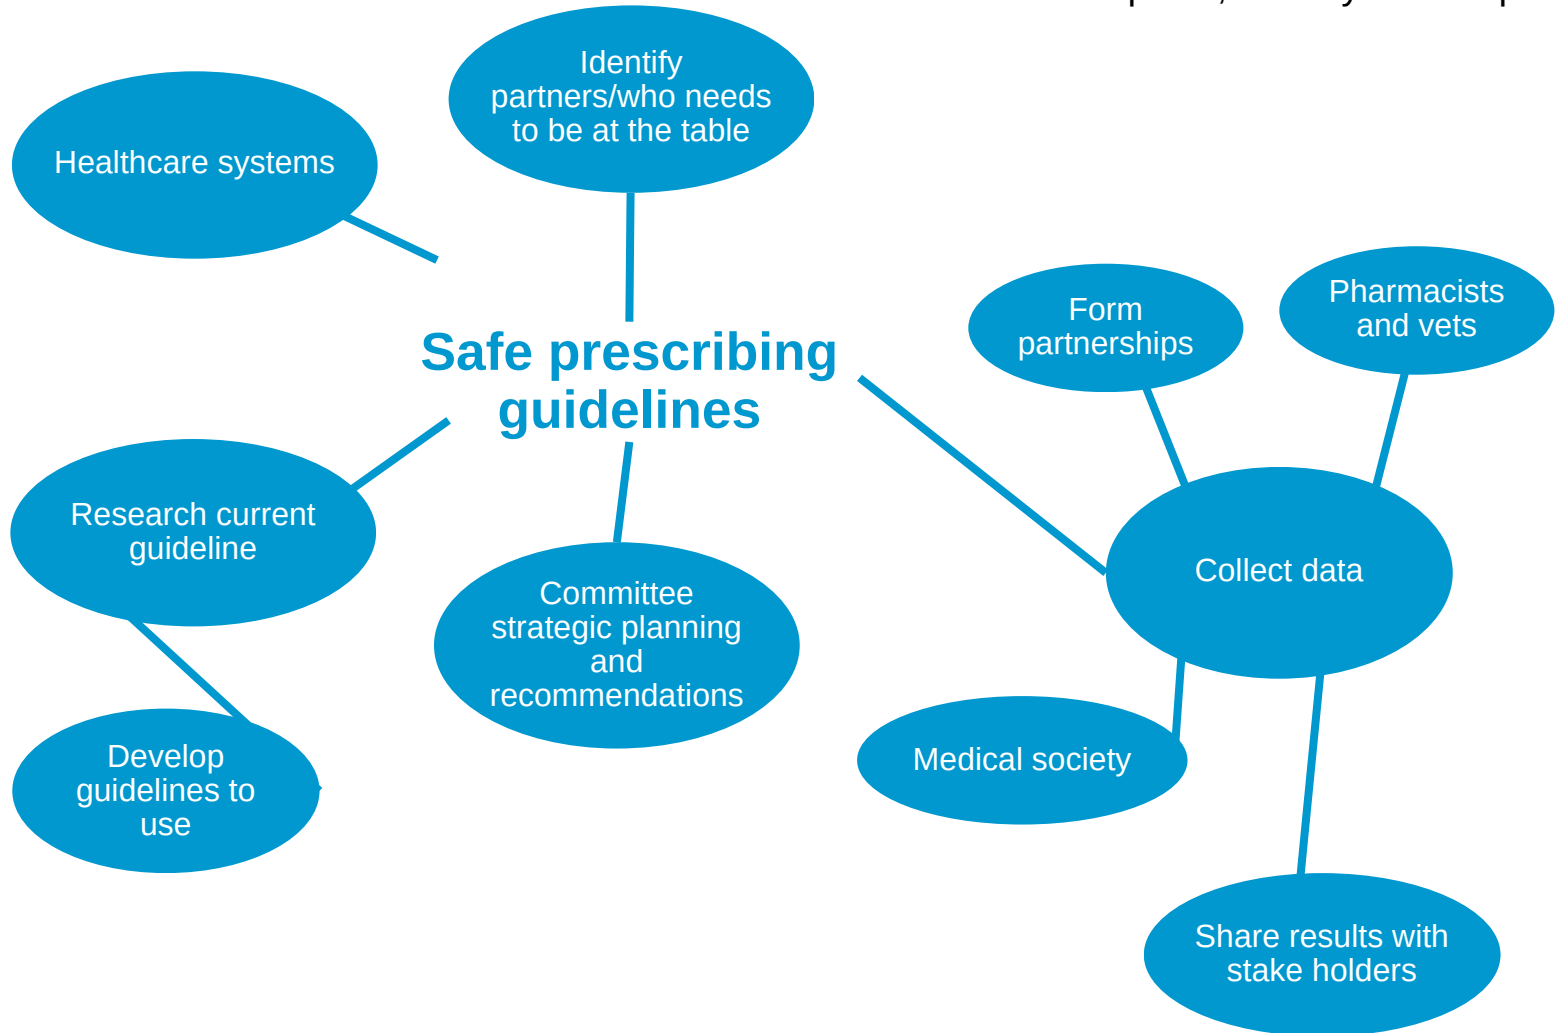 Identify
partners/who needs
to be at the table
Healthcare systems
Safe prescribing
guidelines
Form
partnerships
Pharmacists
and vets
Research current
guideline
Committee
strategic planning
and
recommendations
Collect data
Develop
guidelines to
use
Medical society
Share results with
stake holders